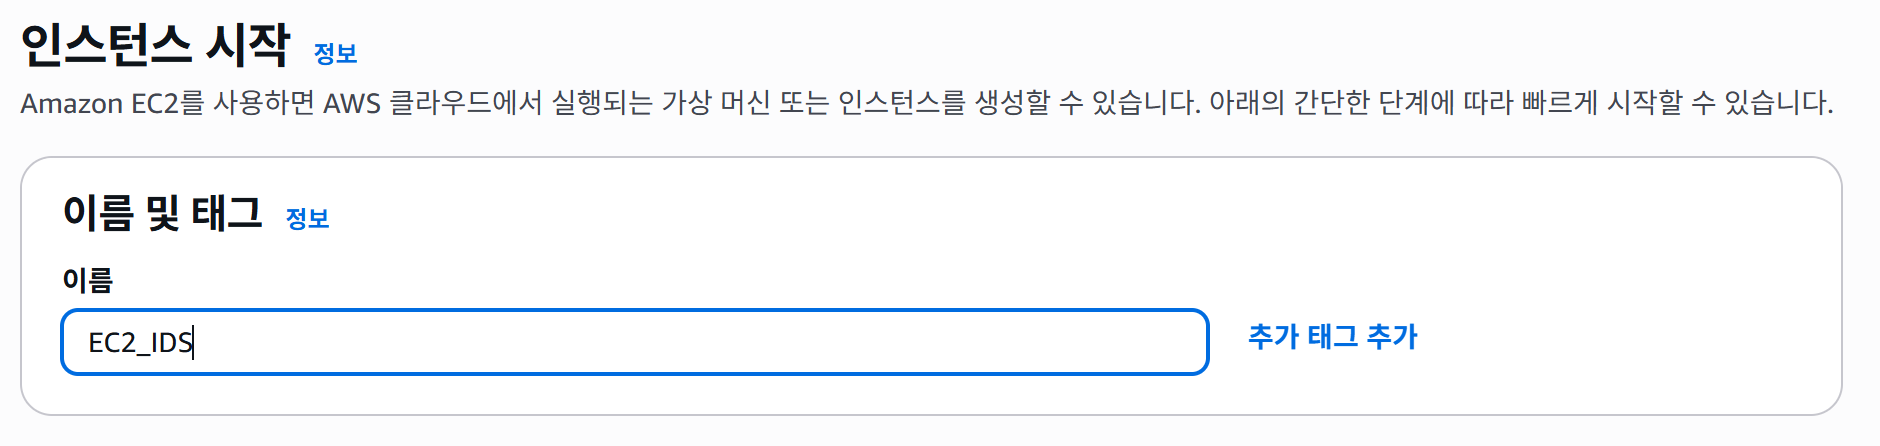 인스턴스 시작 정보
Amazon EC2를 사용하면 AWS 클라우드에서 실행되는 가상 머신 또는 인스턴스를 생성할 수 있습니다. 아래의 간단한 단계에 따라 빠르게 시작할 수 있습니다.
이름 및 태그 정보
이름
EC2_IDS 추가 태그 추가